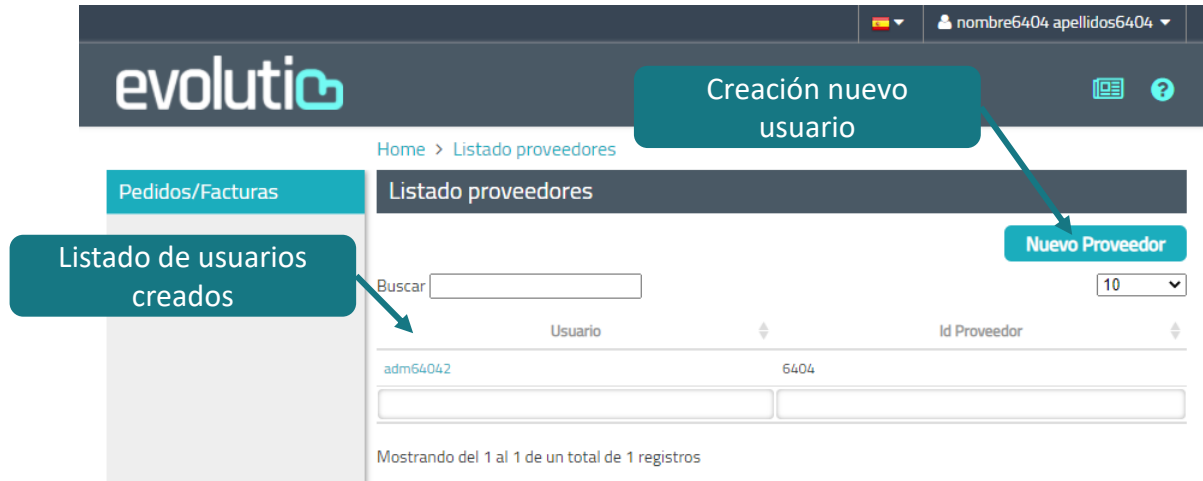 nombre6404 apellidos6404
evolutio
Creación nuevo
usuario
Home > Listado proveedores
Pedidos/Facturas
Listado proveedores
Nuevo Proveedor
Listado de usuarios
creados
Buscar
10
Usuario
Id Proveedor
adm64042
6404
Mostrando del 1 al 1 de un total de 1 registros